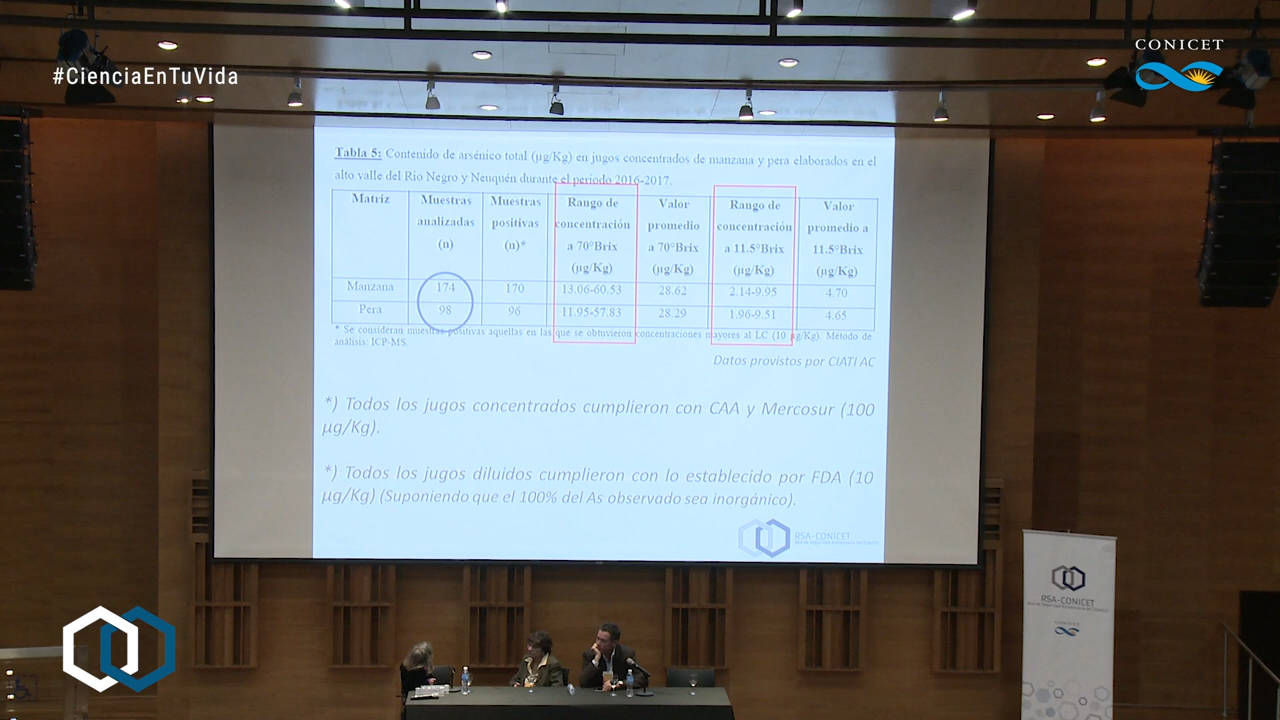 CONICET
#CienciaEnTuVida
Tabla 5: Contenido de arsénico total (µg/Kg) en jugos concentrados de manzana y pera elaborados en el
alto valle del Río Negro y Neuquén durante el periodo 2016-2017.
Matriz Muestras analizadas (n) Muestras positivas (n)* Rango de concentración a 70°Brix (µg/Kg) Valor promedio a 70°Brix (µg/Kg) Rango de concentración a 11.5°Brix (µg/Kg) Valor promedio a 11.5°Brix (µg/Kg)
Manzana 174 170 13.06-60.53 28.62 2.14-9.95 4.70
Pera 98 96 11.95-57.83 28.29 1.96-9.51 4.65
* Se consideran muestras positivas aquellas en las que se obtuvieron concentraciones mayores al LC (10 µg/Kg). Método de
análisis: ICP-MS.
Datos provistos por CIATI AC
*) Todos los jugos concentrados cumplieron con CAA y Mercosur (100
µg/Kg).
*) Todos los jugos diluidos cumplieron con lo establecido por FDA (10
µg/Kg) (Suponiendo que el 100% del As observado sea inorgánico).
RSA-CONICET
RSA-CONICET
CONICET